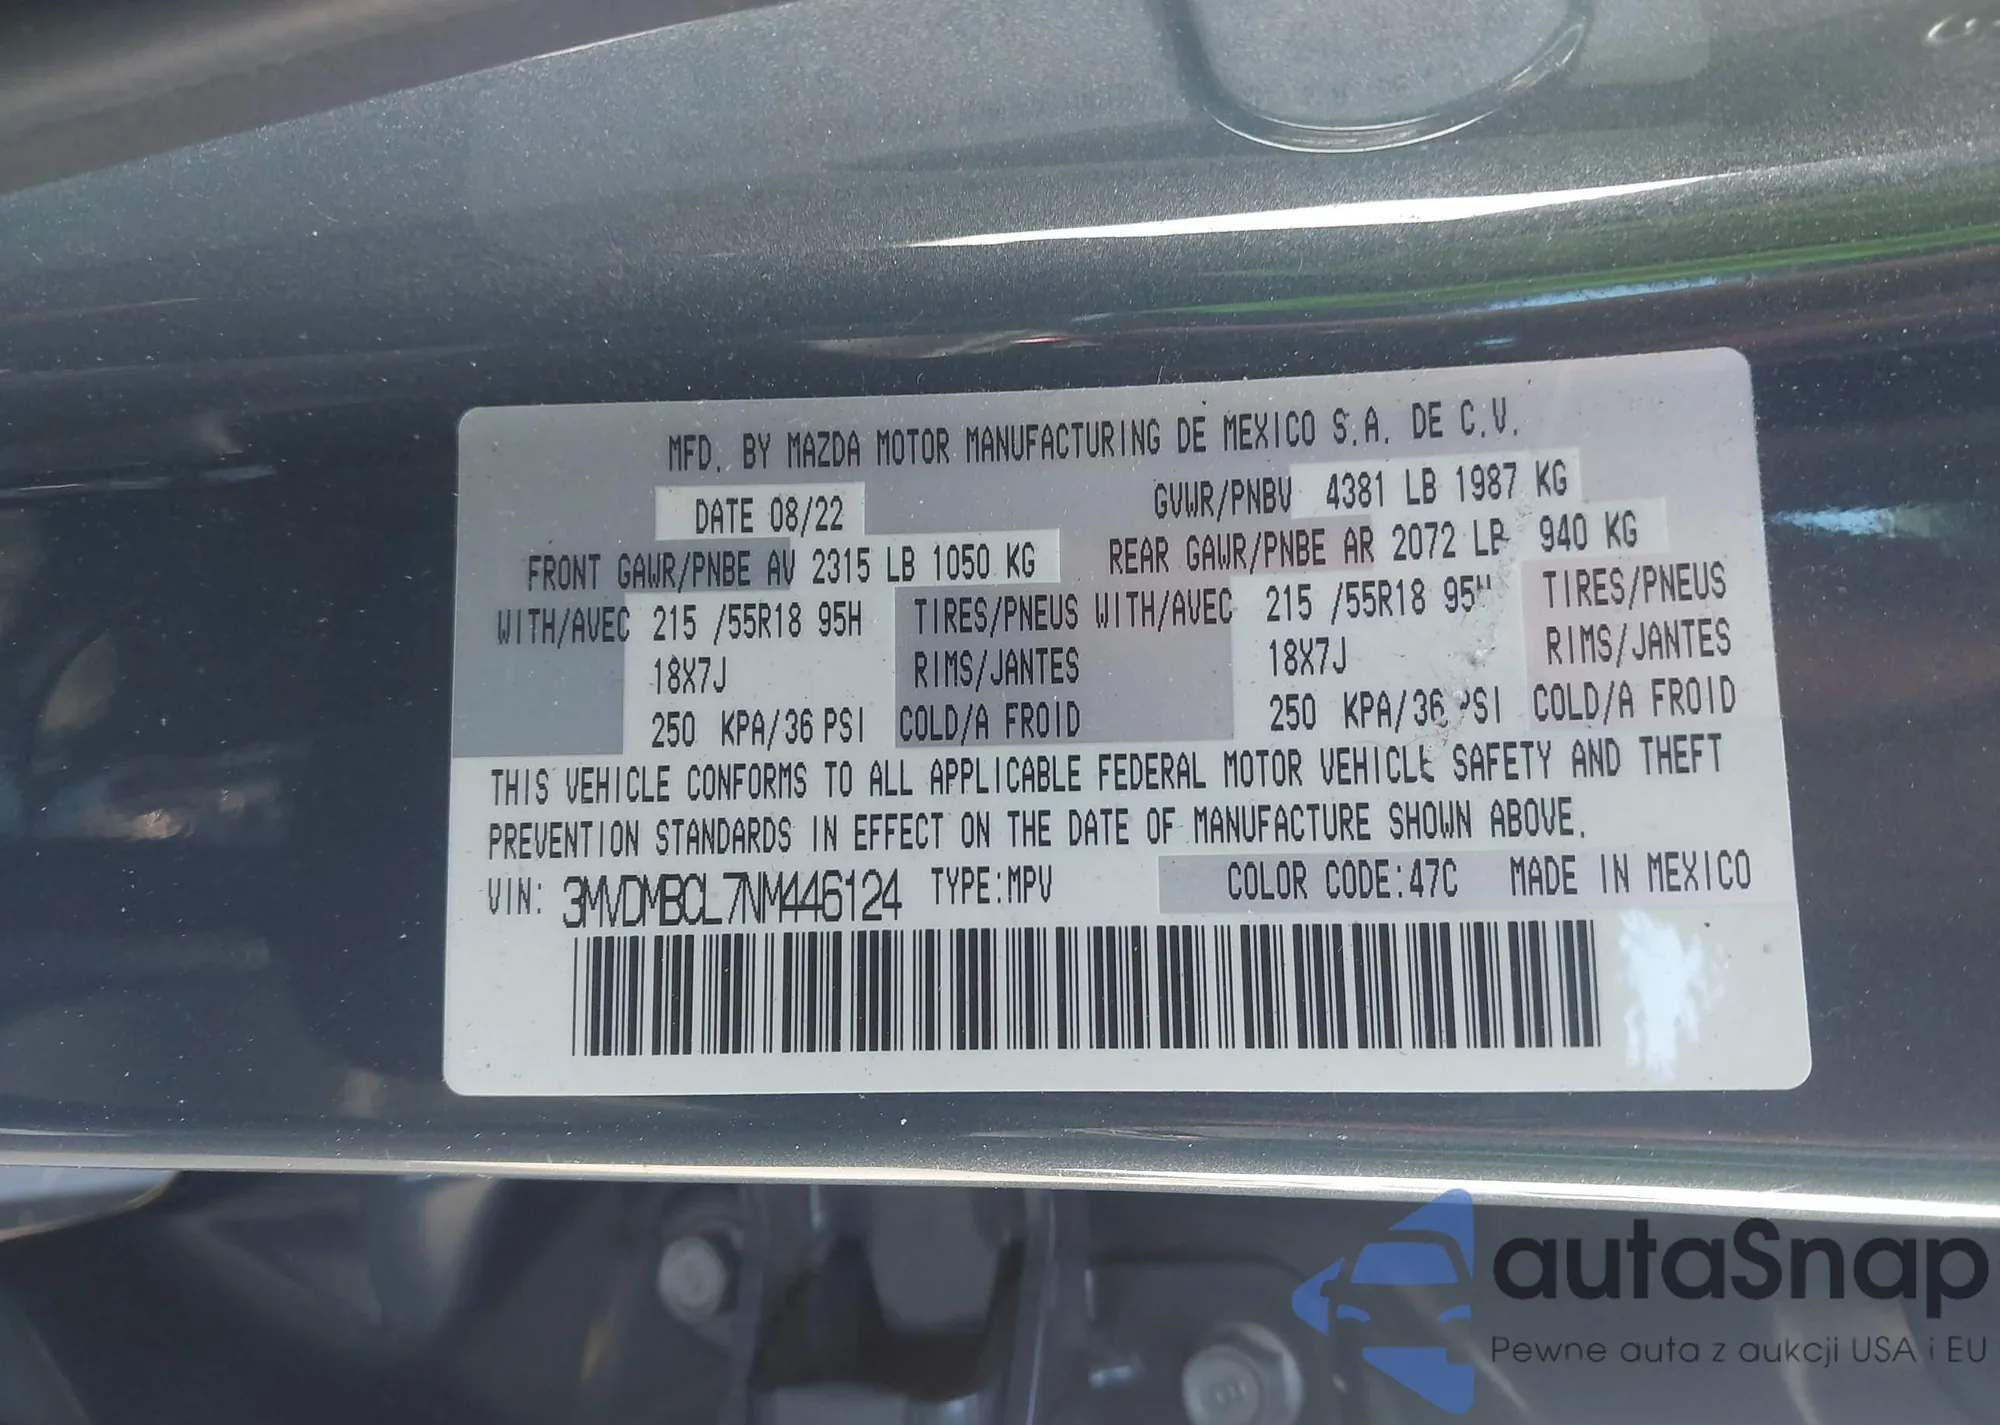 MFD. BY MAZDA MOTOR MANUFACTURING DE MEXICO S.A. DE C.V.
DATE 08/22 GVWR/PNBV 4381 LB 1987 KG
FRONT GAWR/PNBE AV 2315 LB 1050 KG REAR GAWR/PNBE AR 2072 LB 940 KG
WITH/AVEC 215 /55R18 95H TIRES/PNEUS WITH/AVEC 215 /55R18 95H TIRES/PNEUS
18X7J RIMS/JANTES 18X7J RIMS/JANTES
250 KPA/36 PSI COLD/A FROID 250 KPA/36 PSI COLD/A FROID
THIS VEHICLE CONFORMS TO ALL APPLICABLE FEDERAL MOTOR VEHICLE SAFETY AND THEFT
PREVENTION STANDARDS IN EFFECT ON THE DATE OF MANUFACTURE SHOWN ABOVE.
VIN: 3MVDMBCL7NM446124 TYPE:MPV COLOR CODE:47C MADE IN MEXICO
autaSnap
Pewne auta z aukcji USA i EU